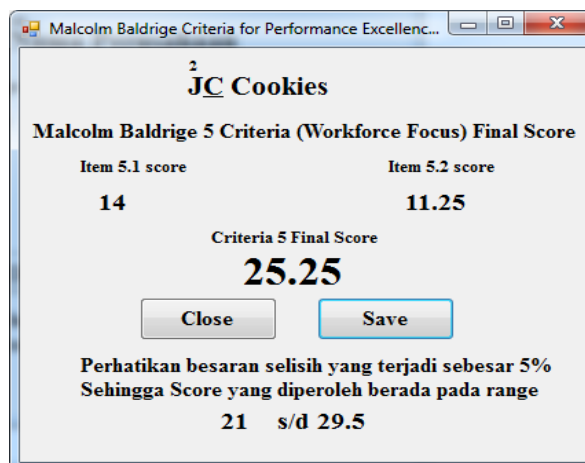 Malcolm Baldrige Criteria for Performance Excellenc...
2
JC Cookies
Malcolm Baldrige 5 Criteria (Workforce Focus) Final Score
Item 5.1 score
Item 5.2 score
14
11.25
Criteria 5 Final Score
25.25
Close
Save
Perhatikan besaran selisih yang terjadi sebesar 5%
Sehingga Score yang diperoleh berada pada range
21 s/d 29.5